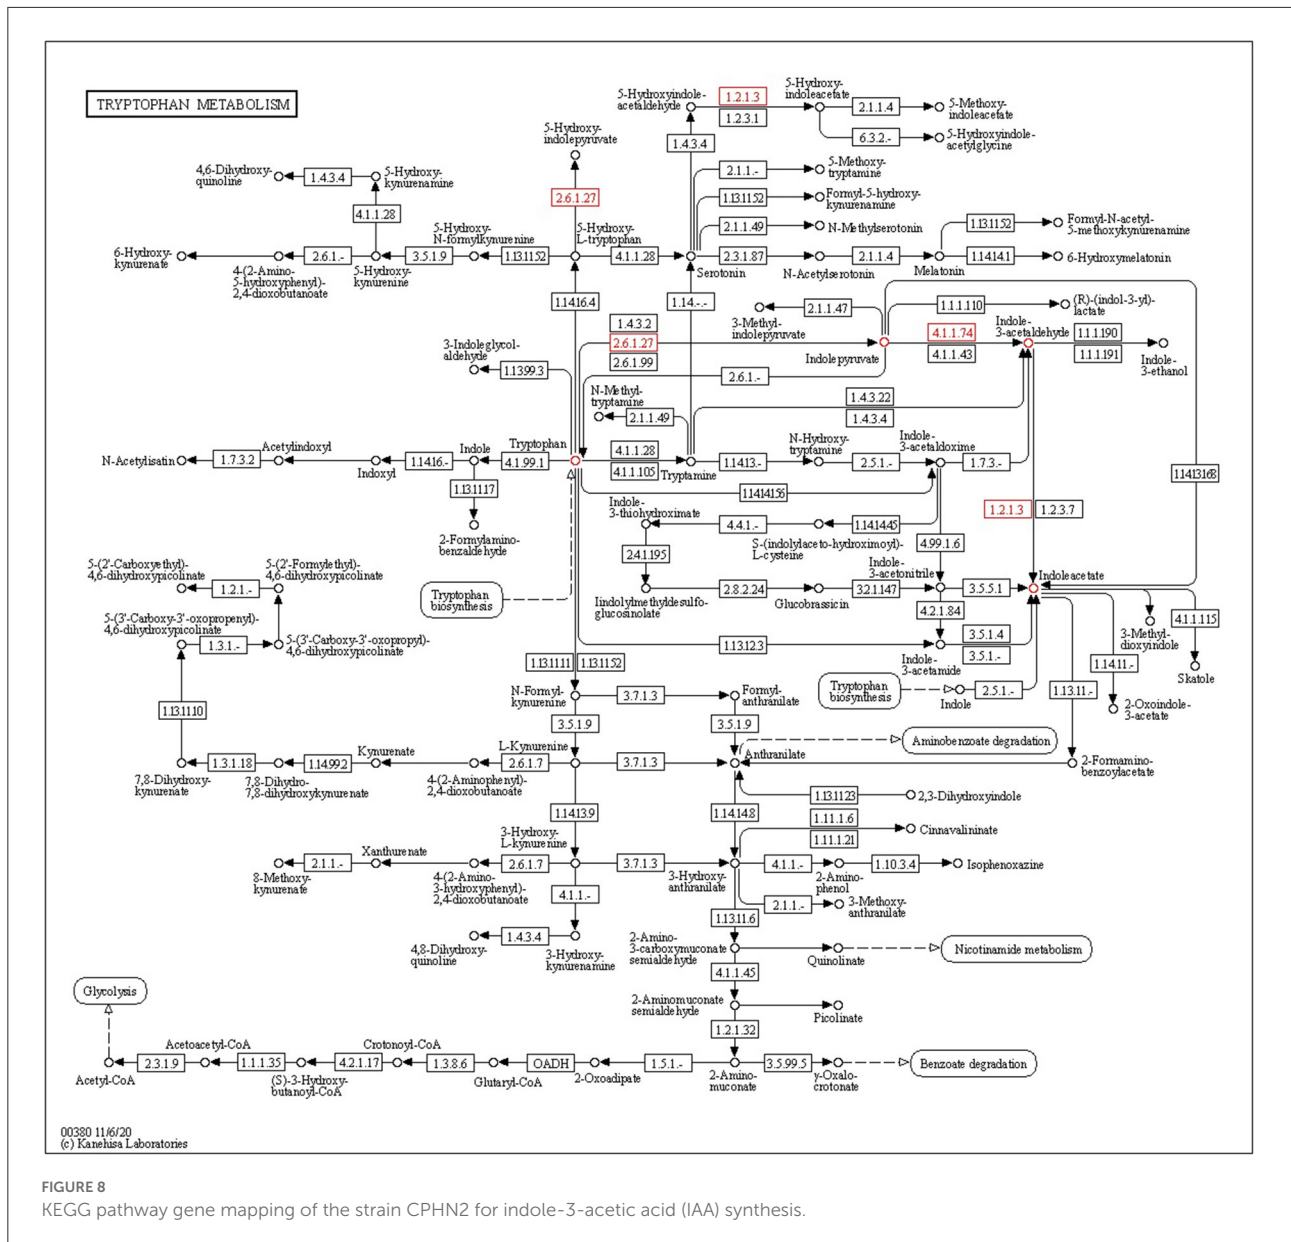 TRYPTOPHAN METABOLISM
5-Hydroxyindole-
acetaldehyde
1.2.1.3
1.2.3.1
5-Hydroxy-
indoleacetate
2.1.1.4
5-Methoxy-
indoleacetate
6.3.2.-
5-Hydroxyindole-
acetylglycine
5-Hydroxy-
indolepyruvate
1.4.3.4
4,6-Dihydroxy-
quinoline
1.4.3.4
5-Hydroxy-
kynurenamine
2.1.1.-
5-Methoxy-
tryptamine
2.6.1.27
1.13.11.52
Formyl-5-hydroxy-
kynurenamine
4.1.1.28
5-Hydroxy-
N-formylkynurenine
5-Hydroxy-
L-tryptophan
2.1.1.49
N-Methylserotonin
1.13.11.52
Formyl-N-acetyl-
5-methoxykynurenamine
6-Hydroxy-
kynurenate
2.6.1.-
3.5.1.9
1.13.11.52
4.1.1.28
Serotonin
2.3.1.87
2.1.1.4
1.14.14.1
6-Hydroxymelatonin
4-(2-Amino-
5-hydroxyphenyl)-
2,4-dioxobutanoate
5-Hydroxy-
kynurenine
N-Acetylserotonin
Melatonin
1.14.16.4
1.14.-.-
2.1.1.47
1.1.1.110
(R)-(indol-3-yl)-
lactate
3-Methyl-
indolepyruvate
1.4.3.2
2.6.1.27
2.6.1.99
Indolepyruvate
4.1.1.74
4.1.1.43
Indole-
3-acetaldehyde
1.1.1.190
1.1.1.191
Indole-
3-ethanol
3-Indoleglycol-
aldehyde
1.13.99.3
2.6.1.-
N-Methyl-
tryptamine
2.1.1.49
1.4.3.22
1.4.3.4
N-Acetylisatin
1.7.3.2
Acetylindoxyl
Indoxyl
1.14.16.-
Indole
4.1.99.1
Tryptophan
4.1.1.28
4.1.1.105
Tryptamine
1.14.13.-
N-Hydroxy-
tryptamine
2.5.1.-
Indole-
3-acetaldoxime
1.7.3.-
1.14.13.168
1.13.11.17
1.14.14.156
2-Formylamino-
benzaldehyde
Indole-
3-thiohydroximate
4.4.1.-
1.14.14.45
S-(indolylaceto-hydroximoyl)-
L-cysteine
1.2.1.3
1.2.3.7
2.4.1.195
4.99.1.6
5-(2'-Carboxyethyl)-
4,6-dihydroxypicolinate
1.2.1.-
5-(2'-Formylethyl)-
4,6-dihydroxypicolinate
Tryptophan
biosynthesis
Iindolylmethyldesulfo-
glucosinolate
2.8.2.24
Glucobrassicin
3.2.1.147
Indole-
3-acetonitrile
3.5.5.1
Indoleacetate
4.2.1.84
5-(3'-Carboxy-3'-oxopropenyl)-
4,6-dihydroxypicolinate
1.3.1.-
5-(3'-Carboxy-3'-oxopropyl)-
4,6-dihydroxypicolinate
1.13.12.3
Indole-
3-acetamide
3.5.1.4
3.5.1.-
3-Methyl-
dioxyindole
4.1.1.115
Skatole
1.14.11.-
2-Oxoindole-
3-acetate
1.13.11.-
1.13.11.11
1.13.11.52
Tryptophan
biosynthesis
Indole
2.5.1.-
1.13.11.10
N-Formyl-
kynurenine
3.7.1.3
Formyl-
anthranilate
3.5.1.9
3.5.1.9
Aminobenzoate degradation
7,8-Dihydroxy-
kynurenate
1.3.1.18
7,8-Dihydro-
7,8-dihydroxykynurenate
1.14.99.2
Kynurenate
4-(2-Aminophenyl)-
2,4-dioxobutanoate
2.6.1.7
L-Kynurenine
3.7.1.3
Anthranilate
2-Formamino-
benzoylacetate
1.13.11.23
2,3-Dihydroxyindole
1.14.13.9
1.14.14.8
1.11.1.6
1.11.1.21
Cinnavalininate
8-Methoxy-
kynurenate
2.1.1.-
Xanthurenate
4-(2-Amino-
3-hydroxyphenyl)-
2,4-dioxobutanoate
2.6.1.7
3-Hydroxy-
L-kynurenine
3.7.1.3
3-Hydroxy-
anthranilate
4.1.1.-
2-Amino-
phenol
1.10.3.4
Isophenoxazine
4.1.1.-
2.1.1.-
3-Methoxy-
anthranilate
1.13.11.6
4,8-Dihydroxy-
quinoline
1.4.3.4
3-Hydroxy-
kynurenamine
2-Amino-
3-carboxymuconate
semialdehyde
Quinolinate
Nicotinamide metabolism
4.1.1.45
Glycolysis
2-Aminomuconate
semialdehyde
Picolinate
1.2.1.32
Acetyl-CoA
2.3.1.9
Acetoacetyl-CoA
1.1.1.35
(S)-3-Hydroxy-
butanoyl-CoA
4.2.1.17
Crotonoyl-CoA
1.3.8.6
Glutaryl-CoA
OADH
2-Oxoadipate
1.5.1.-
2-Amino-
muconate
3.5.99.5
γ-Oxalo-
crotonate
Benzoate degradation
00380 11/6/20
(c) Kanehisa Laboratories
FIGURE 8
KEGG pathway gene mapping of the strain CPHN2 for indole-3-acetic acid (IAA) synthesis.